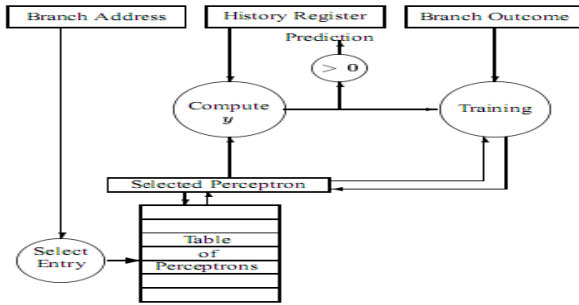 Branch Address
History Register
Branch Outcome
Prediction
> 0
Compute
y
Training
Selected Perceptron
Select
Entry
Table
of
Perceptrons